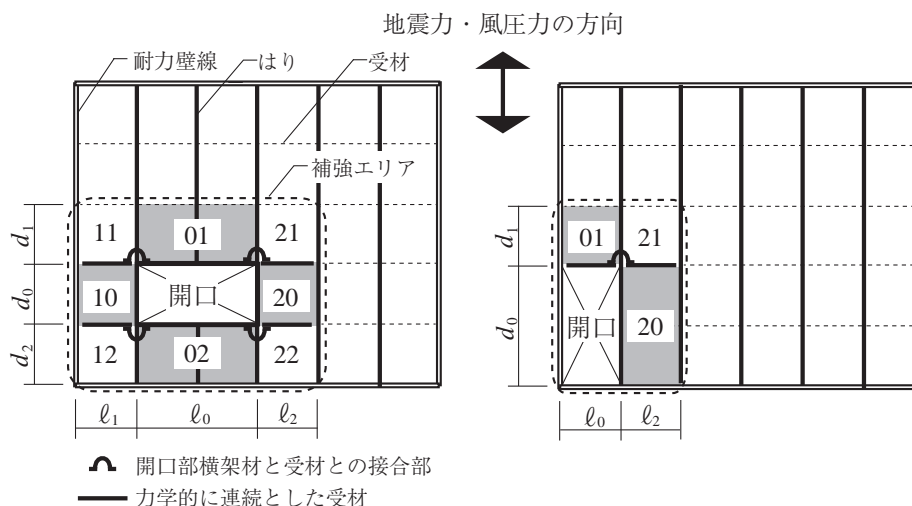 地震力・風圧力の方向
耐力壁線
はり
受材
補強エリア
d₁
11
01
21
d₀
10
開口
20
d₂
12
02
22
ℓ₁
ℓ₀
ℓ₂
d₁
01
21
d₀
開口
20
ℓ₀
ℓ₂
開口部横架材と受材との接合部
力学的に連続とした受材